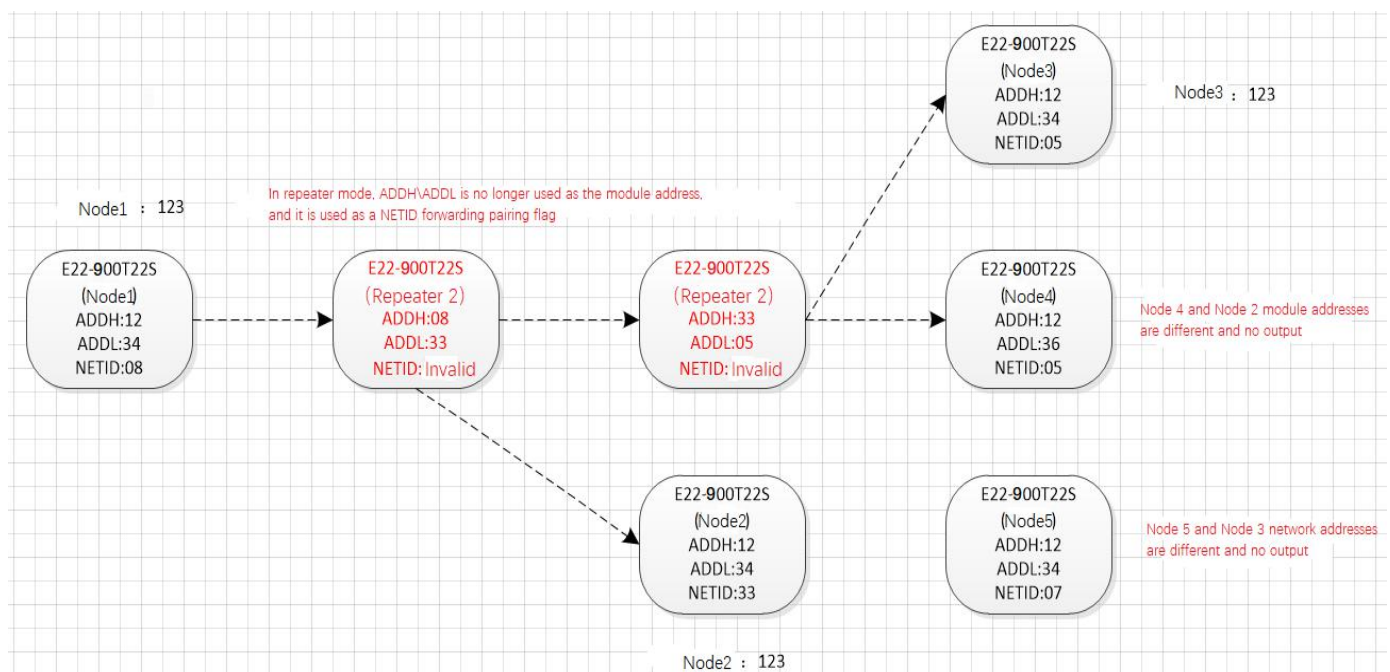 E22-900T22S
(Node3)
ADDH:12
ADDL:34
NETID:05
Node3 : 123
Node1 : 123
In repeater mode, ADDH\ADDL is no longer used as the module address,
and it is used as a NETID forwarding pairing flag
E22-900T22S
(Node1)
ADDH:12
ADDL:34
NETID:08
E22-900T22S
(Repeater 2)
ADDH:08
ADDL:33
NETID: Invalid
E22-900T22S
(Repeater 2)
ADDH:33
ADDL:05
NETID: Invalid
E22-900T22S
(Node4)
ADDH:12
ADDL:36
NETID:05
Node 4 and Node 2 module addresses
are different and no output
E22-900T22S
(Node2)
ADDH:12
ADDL:34
NETID:33
E22-900T22S
(Node5)
ADDH:12
ADDL:34
NETID:07
Node 5 and Node 3 network addresses
are different and no output
Node2 : 123